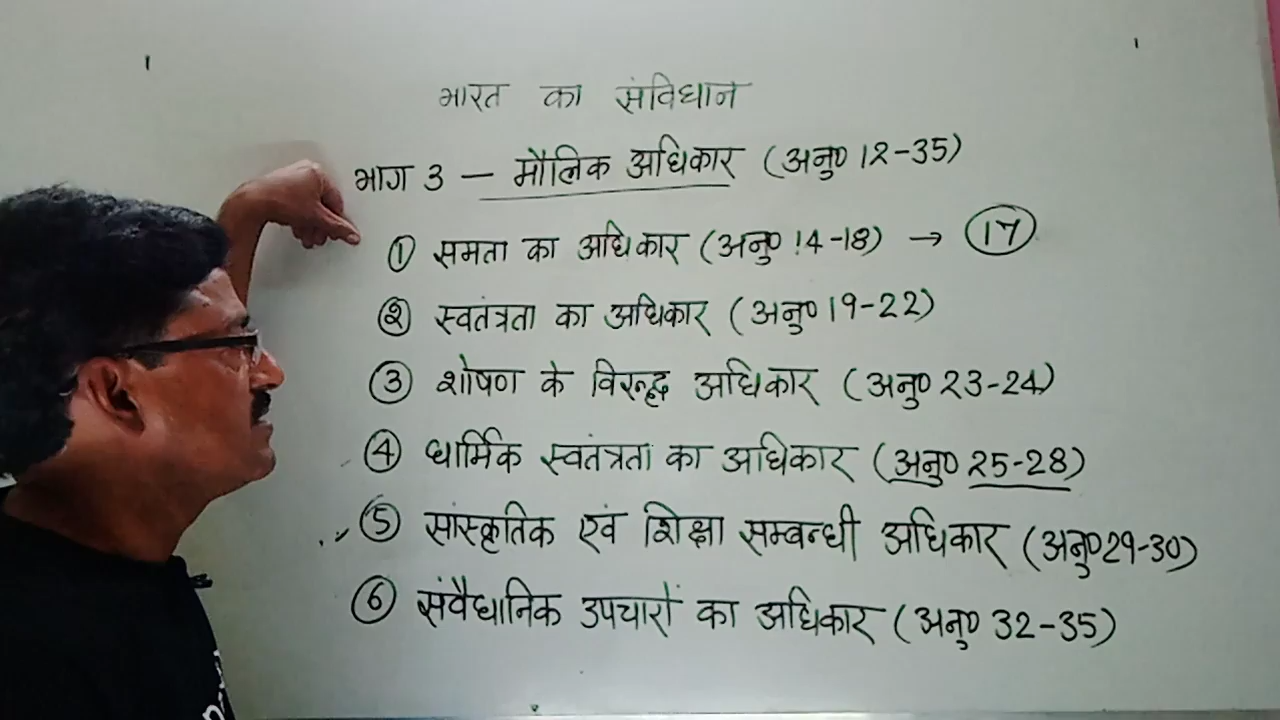 भारत का संविधान
भाग 3 — मौलिक अधिकार (अनु० 12-35)
① समता का अधिकार (अनु० 14-18) → 17
② स्वतंत्रता का अधिकार (अनु० 19-22)
③ शोषण के विरुद्ध अधिकार (अनु० 23-24)
④ धार्मिक स्वतंत्रता का अधिकार (अनु० 25-28)
⑤ सांस्कृतिक एवं शिक्षा सम्बन्धी अधिकार (अनु० 29-30)
⑥ संवैधानिक उपचारों का अधिकार (अनु० 32-35)